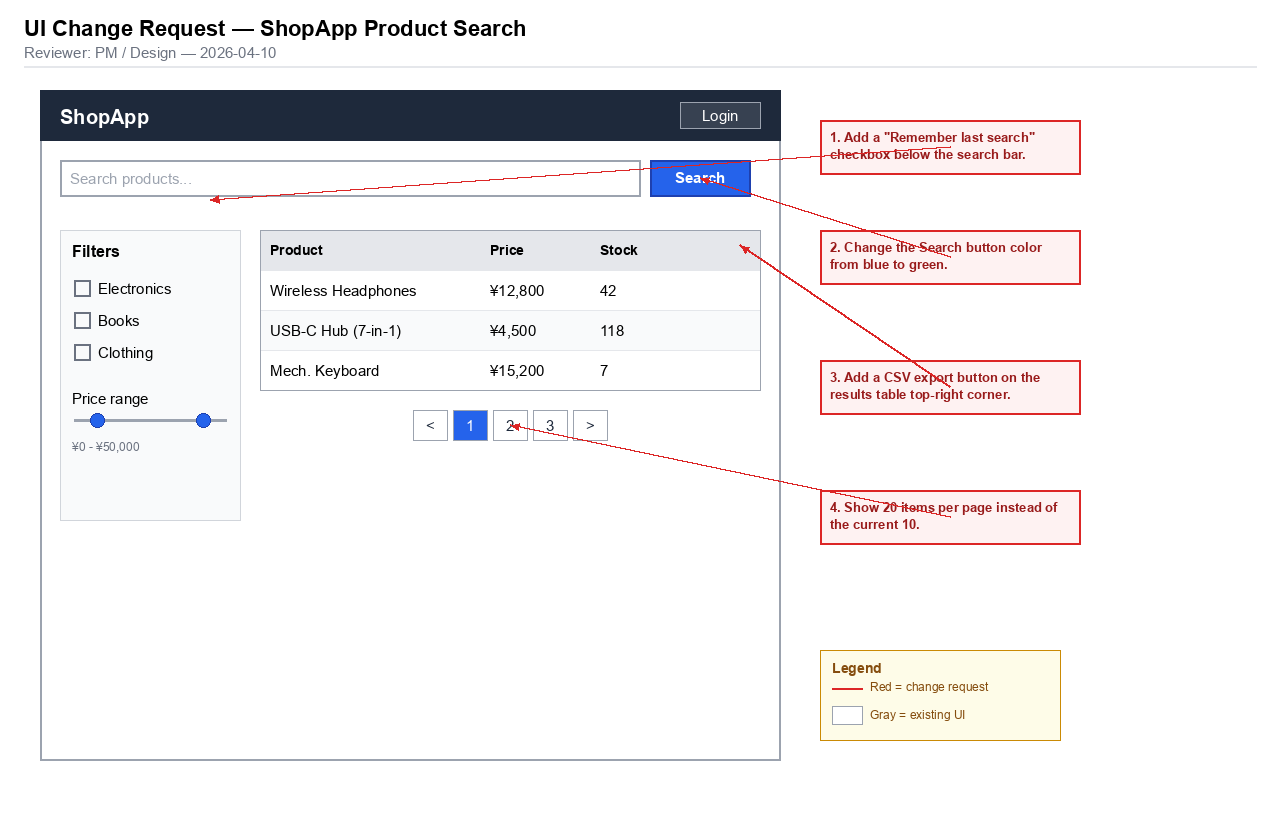 UI Change Request — ShopApp Product Search
Reviewer: PM / Design — 2026-04-10
ShopApp
Login
Search products...
Search
Filters
Electronics
Books
Clothing
Price range
¥0 - ¥50,000
Product Price Stock
Wireless Headphones ¥12,800 42
USB-C Hub (7-in-1) ¥4,500 118
Mech. Keyboard ¥15,200 7
< 1 2 3 >
1. Add a "Remember last search"
checkbox below the search bar.
2. Change the Search button color
from blue to green.
3. Add a CSV export button on the
results table top-right corner.
4. Show 20 items per page instead of
the current 10.
Legend
Red = change request
Gray = existing UI